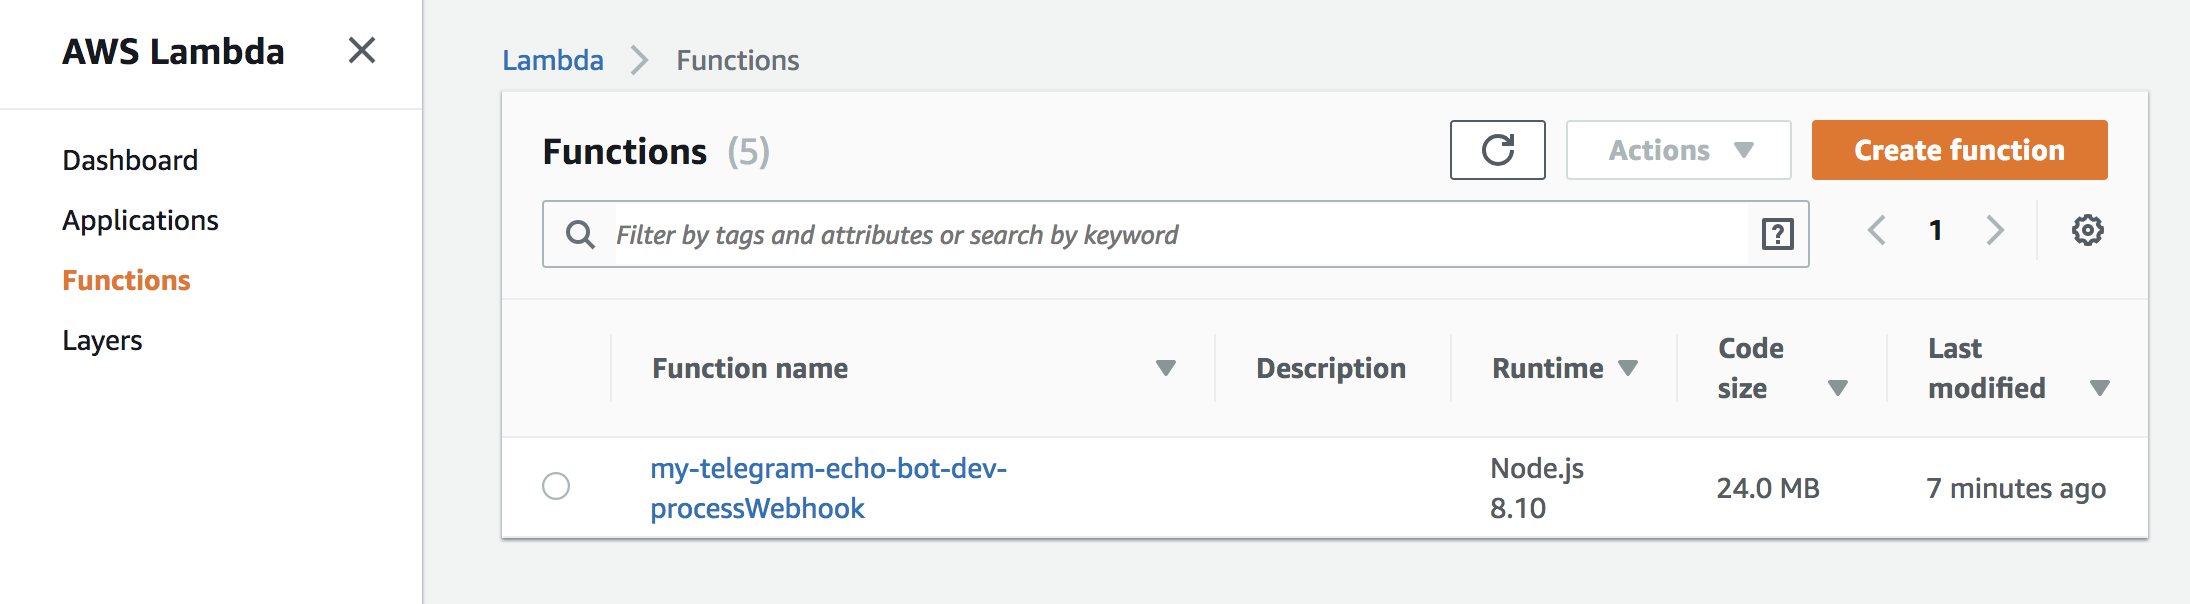 AWS Lambda
Dashboard
Applications
Functions
Layers
Lambda > Functions
Functions (5)
Actions
Create function
Filter by tags and attributes or search by keyword
?
1
Function name
Description
Runtime
Code
size
Last
modified
my-telegram-echo-bot-dev-
processWebhook
Node.js
8.10
24.0 MB
7 minutes ago